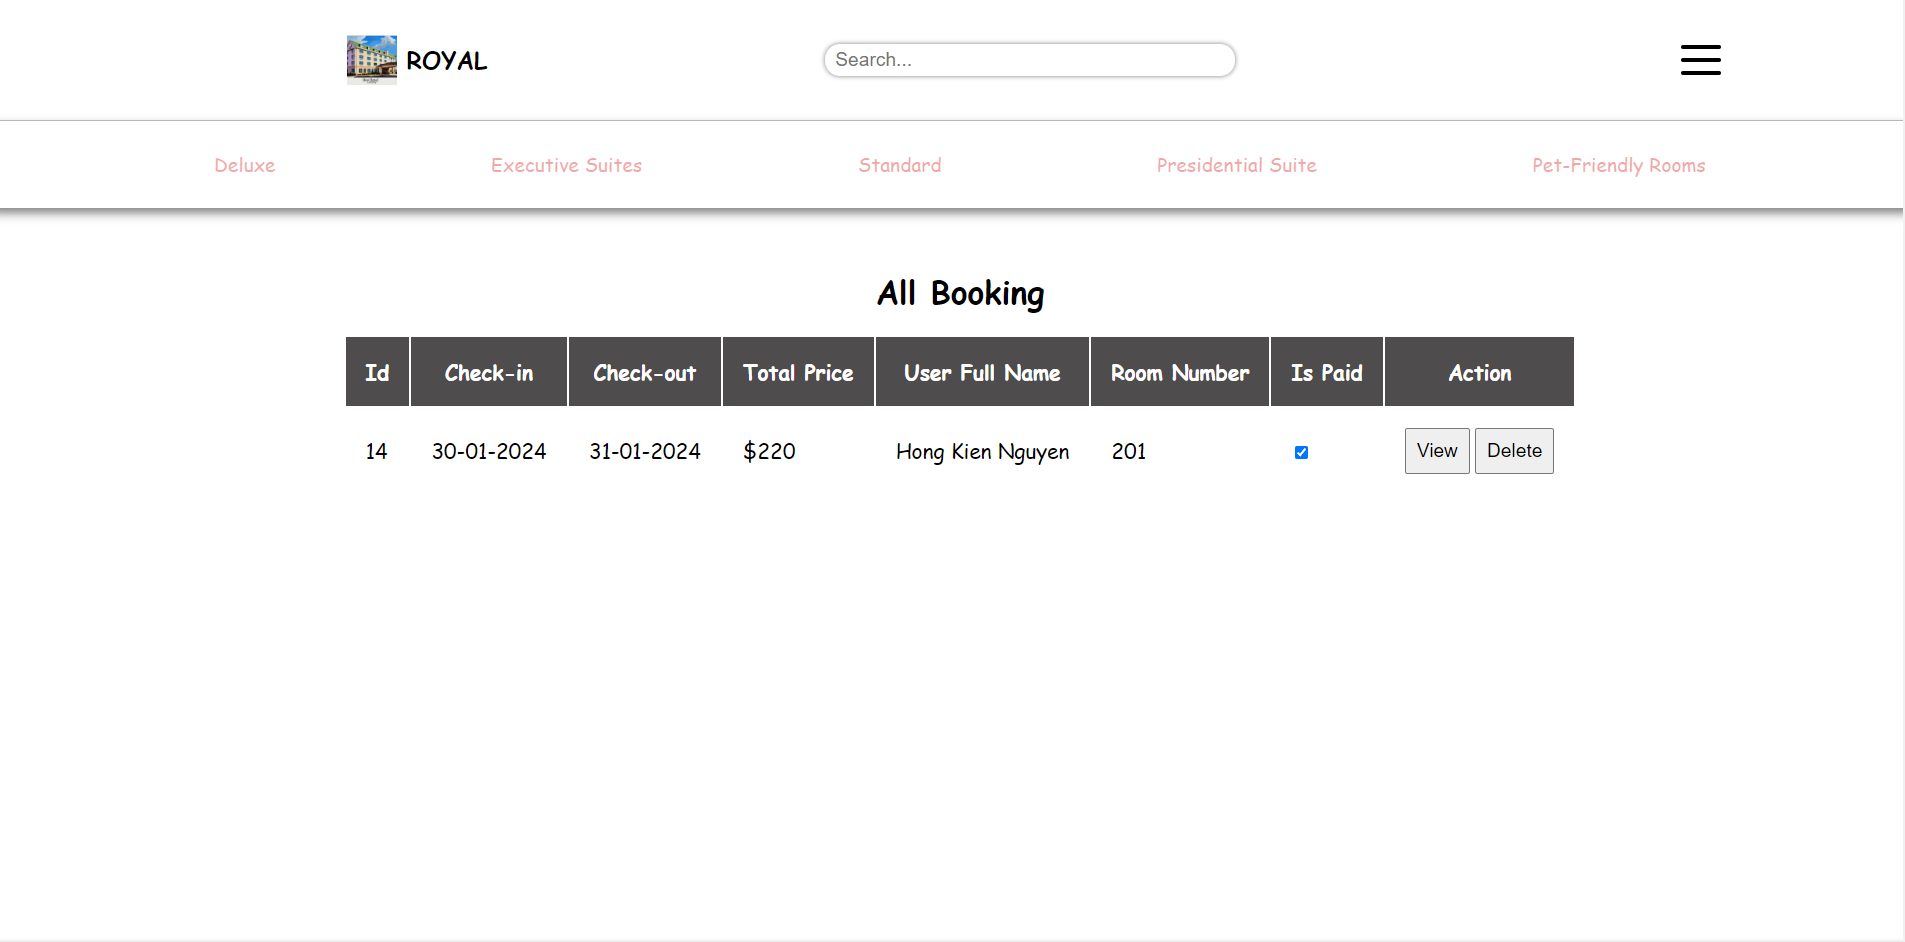 ROYAL
Search...
Deluxe Executive Suites Standard Presidential Suite Pet-Friendly Rooms
All Booking
Id Check-in Check-out Total Price User Full Name Room Number Is Paid Action
14 30-01-2024 31-01-2024 $220 Hong Kien Nguyen 201 View Delete